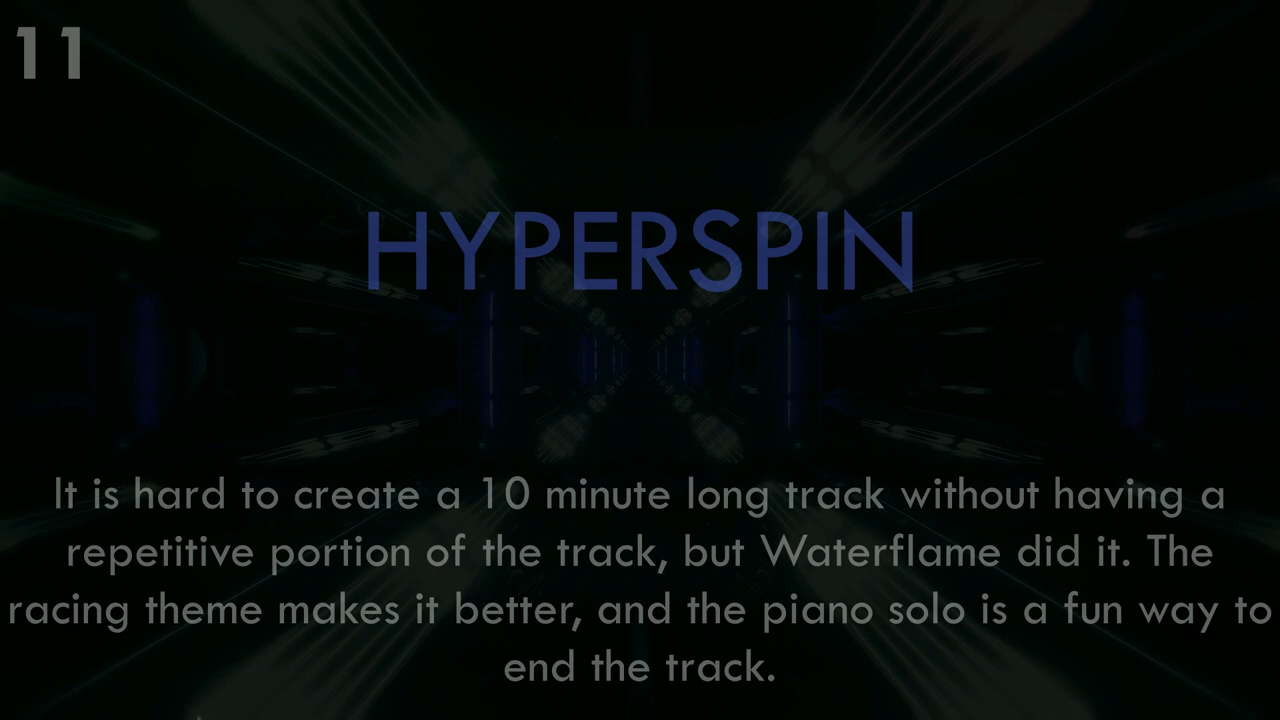 11
HYPERSPIN
It is hard to create a 10 minute long track without having a
repetitive portion of the track, but Waterflame did it. The
racing theme makes it better, and the piano solo is a fun way to
end the track.